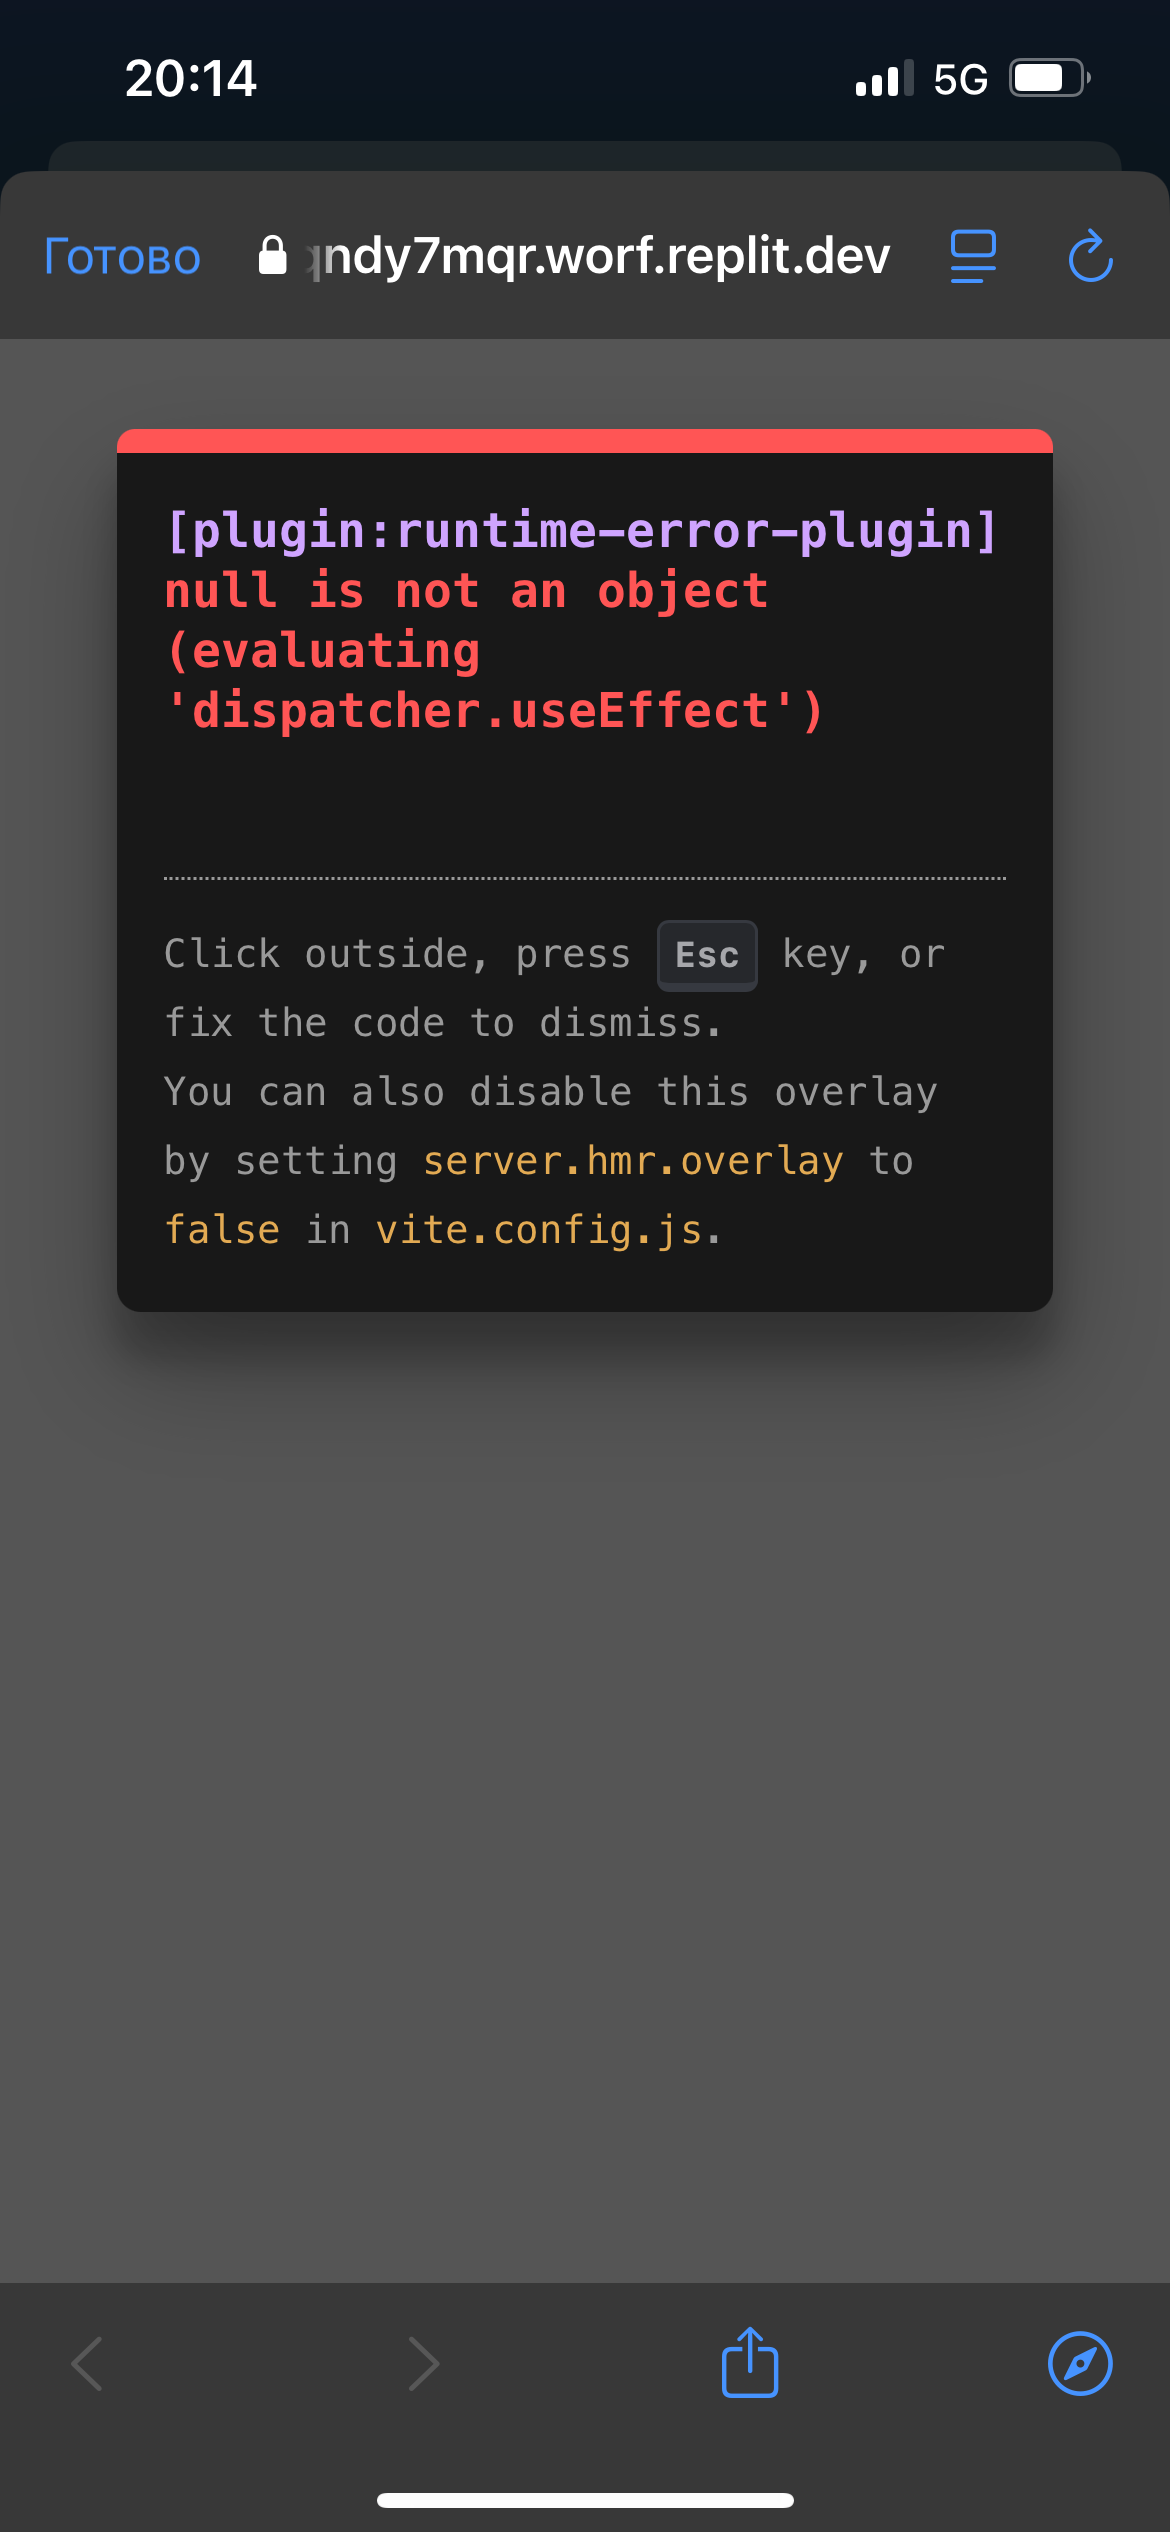 20:14
5G
Готово
ndy7mqr.worf.replit.dev
[plugin:runtime-error-plugin]
null is not an object
(evaluating
'dispatcher.useEffect')
Click outside, press Esc key, or
fix the code to dismiss.
You can also disable this overlay
by setting server.hmr.overlay to
false in vite.config.js.